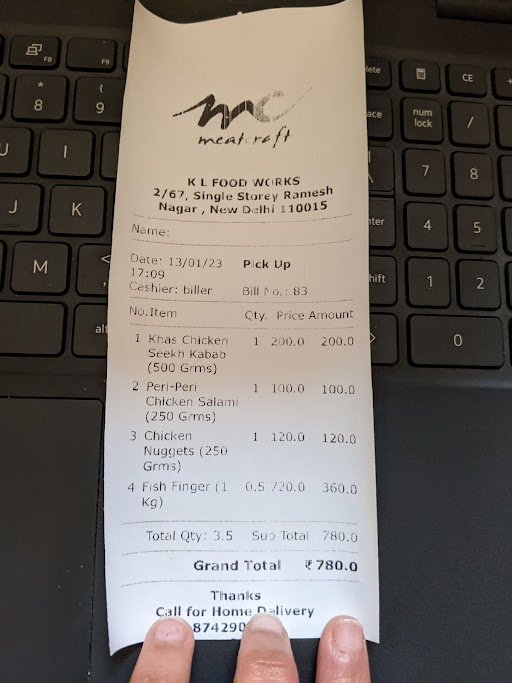 mc
meatcraft
K L FOOD WORKS
2/67, Single Storey Ramesh
Nagar , New Delhi 110015
Name:
Date: 13/01/23 Pick Up
17:09
Cashier: biller Bill No.: 83
No. Item Qty. Price Amount
1 Khas Chicken 1 200.0 200.0
Seekh Kabab
(500 Grms)
2 Peri-Peri 1 100.0 100.0
Chicken Salami
(250 Grms)
3 Chicken 1 120.0 120.0
Nuggets (250
Grms)
4 Fish Finger (1 0.5 720.0 360.0
Kg)
Total Qty: 3.5 Sub Total 780.0
Grand Total ₹780.0
Thanks
Call for Home Delivery
874290
F8
F9
*
8
(
9
U
I
J
K
M
<
,
alt
CE
num
lock
/
7
8
4
5
1
2
0